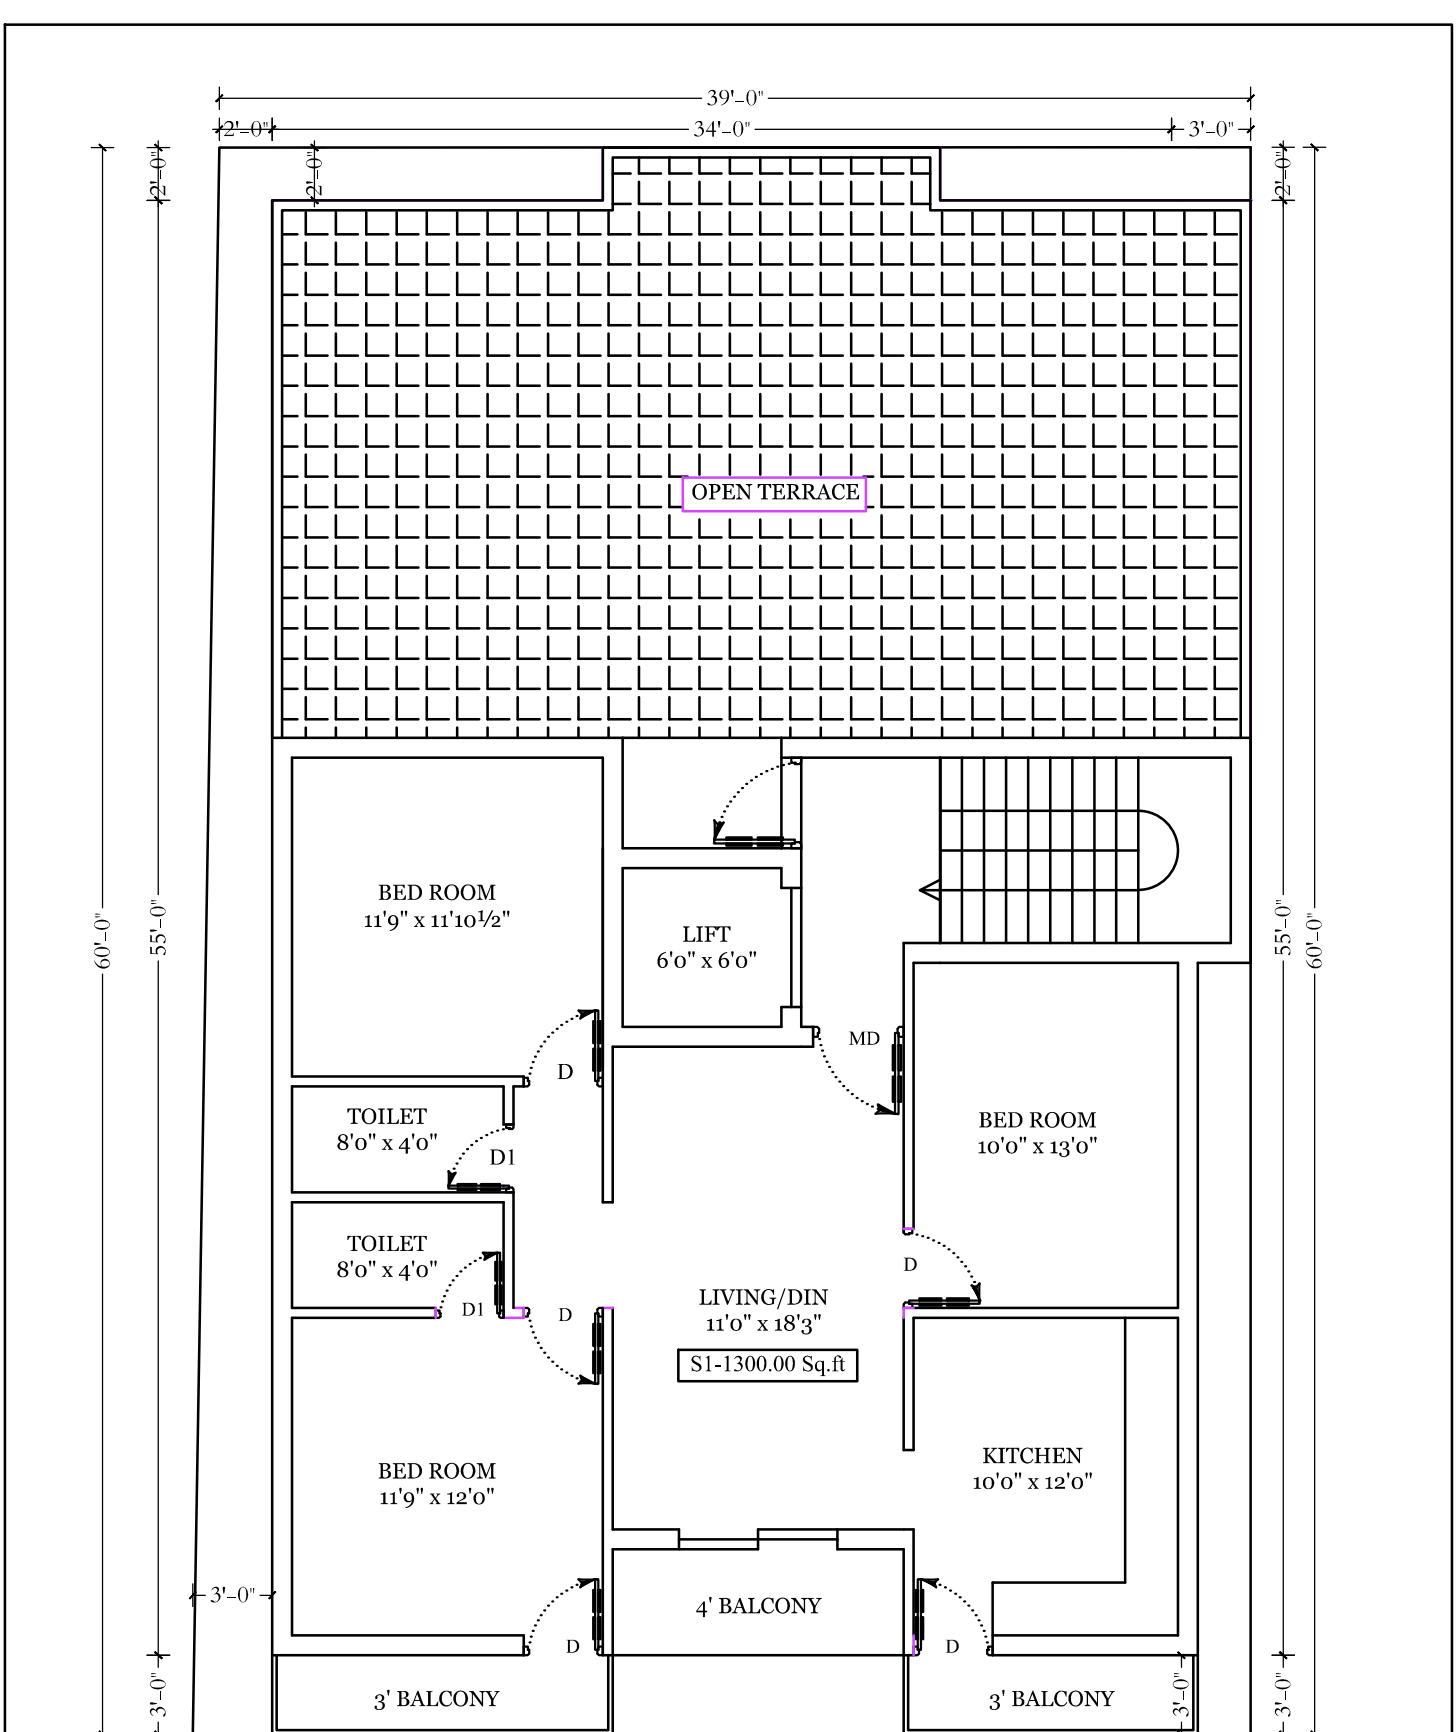 39'-0"
2'-0"
34'-0"
3'-0"
2'-0"
2'-0"
2'-0"
OPEN TERRACE
BED ROOM
11'9" x 11'10½"
LIFT
6'0" x 6'0"
60'-0"
55'-0"
55'-0"
60'-0"
MD
D
TOILET
8'0" x 4'0"
D1
BED ROOM
10'0" x 13'0"
TOILET
8'0" x 4'0"
D1
D
D
LIVING/DIN
11'0" x 18'3"
S1-1300.00 Sq.ft
BED ROOM
11'9" x 12'0"
KITCHEN
10'0" x 12'0"
3'-0"
4' BALCONY
D
D
3'-0"
3' BALCONY
3' BALCONY
3'-0"
3'-0"